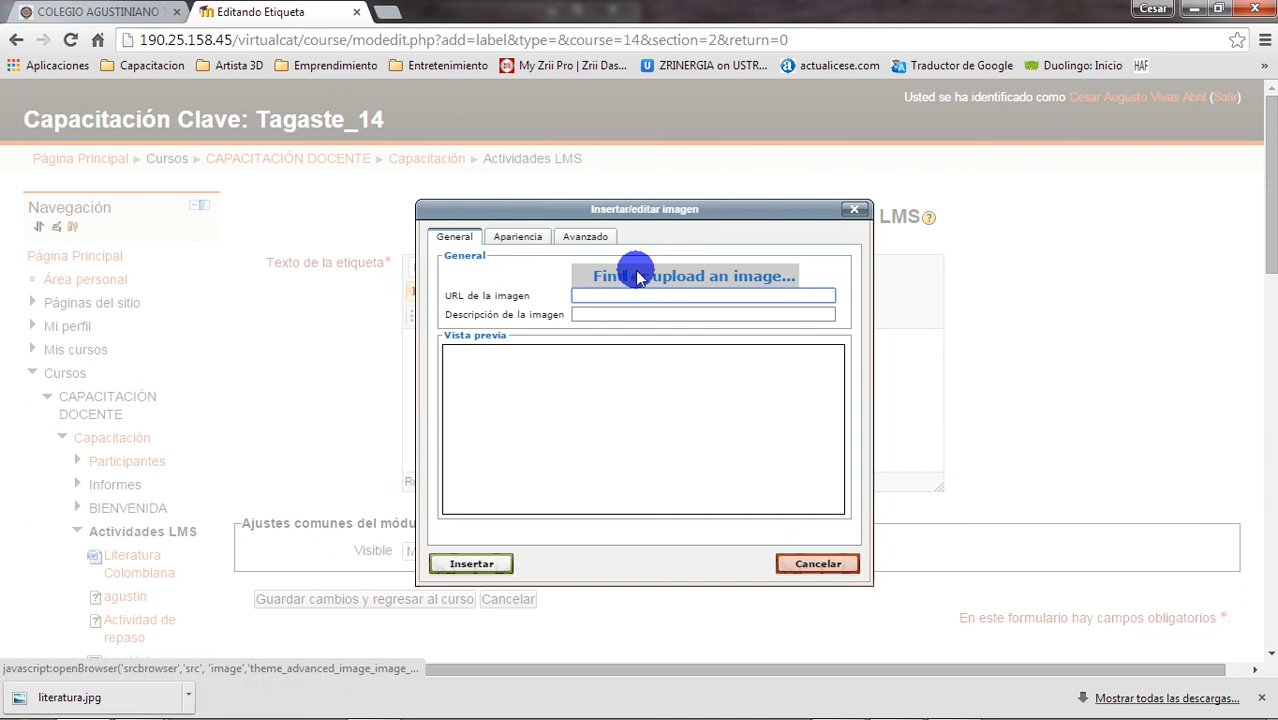 COLEGIO AGUSTINIANO
Editando Etiqueta
Cesar
190.25.158.45/virtualcat/course/modedit.php?add=label&type=&course=14&section=2&return=0
Aplicaciones
Capacitacion
Artista 3D
Emprendimiento
Entretenimiento
My Zrii Pro | Zrii Das...
ZRINERGIA on USTR...
actualicese.com
Traductor de Google
Duolingo: Inicio
HAF
»
Usted se ha identificado como Cesar Augusto Vivas Abril (Salir)
Capacitación Clave: Tagaste_14
Página Principal ▸ Cursos ▸ CAPACITACIÓN DOCENTE ▸ Capacitación ▸ Actividades LMS
Navegación
Página Principal
Área personal
Páginas del sitio
Mi perfil
Mis cursos
Cursos
CAPACITACIÓN
DOCENTE
Capacitación
Participantes
Informes
BIENVENIDA
Actividades LMS
Literatura
Colombiana
agustin
Actividad de
repaso
LMS
Texto de la etiqueta*
Insertar/editar imagen
General
Apariencia
Avanzado
General
upload an image...
URL de la imagen
Descripción de la imagen
Vista previa
Insertar
Cancelar
Ajustes comunes del
Visible
Guardar cambios y regresar al curso
Cancelar
En este formulario hay campos obligatorios *.
javascript:openBrowser('srcbrowser','src', 'image','theme_advanced_image_image_...
literatura.jpg
Mostrar todas las descargas...